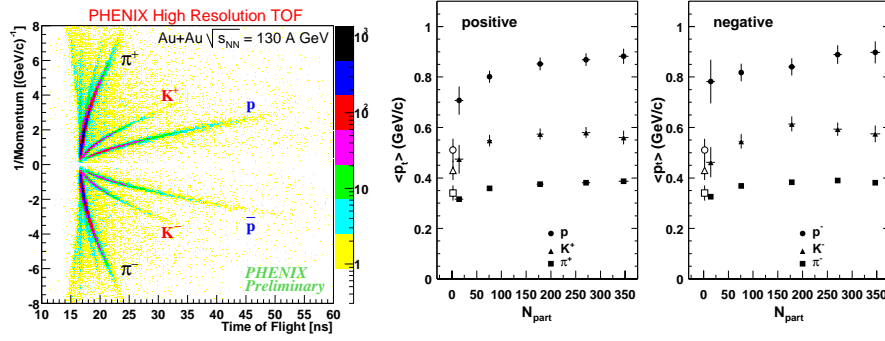 PHENIX High Resolution TOF
Au+Au √s_NN = 130 A GeV
1/Momentum [(GeV/c)⁻¹]
8
6
4
2
0
-2
-4
-6
-8
π⁺
K⁺
p
K⁻
p̅
π⁻
PHENIX
Preliminary
10 15 20 25 30 35 40 45 50 55 60
Time of Flight [ns]
10³
10²
10
1
positive
<pₜ> (GeV/c)
1
0.8
0.6
0.4
0.2
0
p
K⁺
π⁺
0 50 100 150 200 250 300 350
N_part
negative
<pₜ> (GeV/c)
1
0.8
0.6
0.4
0.2
0
p⁻
K⁻
π⁻
0 50 100 150 200 250 300 350
N_part